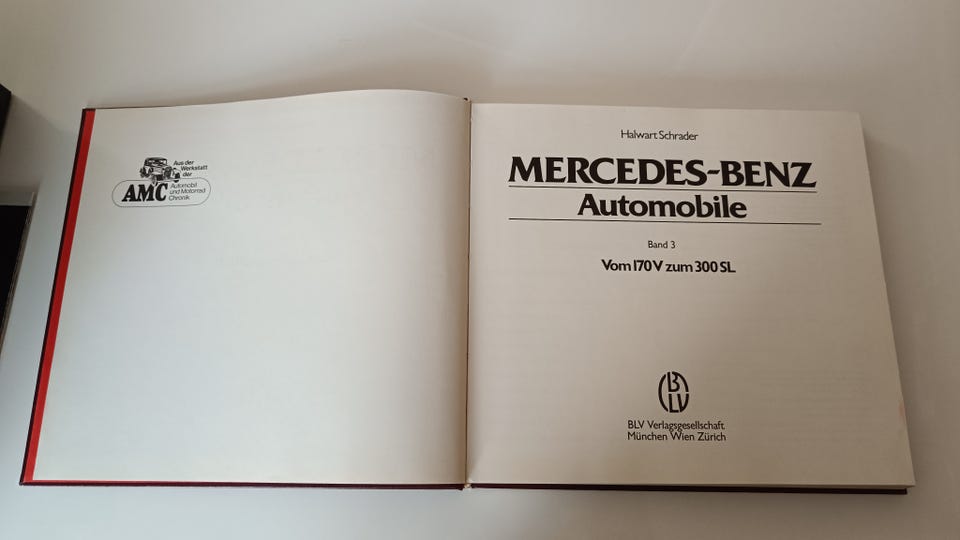 Aus der
Werkstatt
der
AMC
Automobil
und Motorrad
Chronik
Halwart Schrader
MERCEDES-BENZ
Automobile
Band 3
Vom 170 V zum 300 SL
BLV
BLV Verlagsgesellschaft
München Wien Zürich